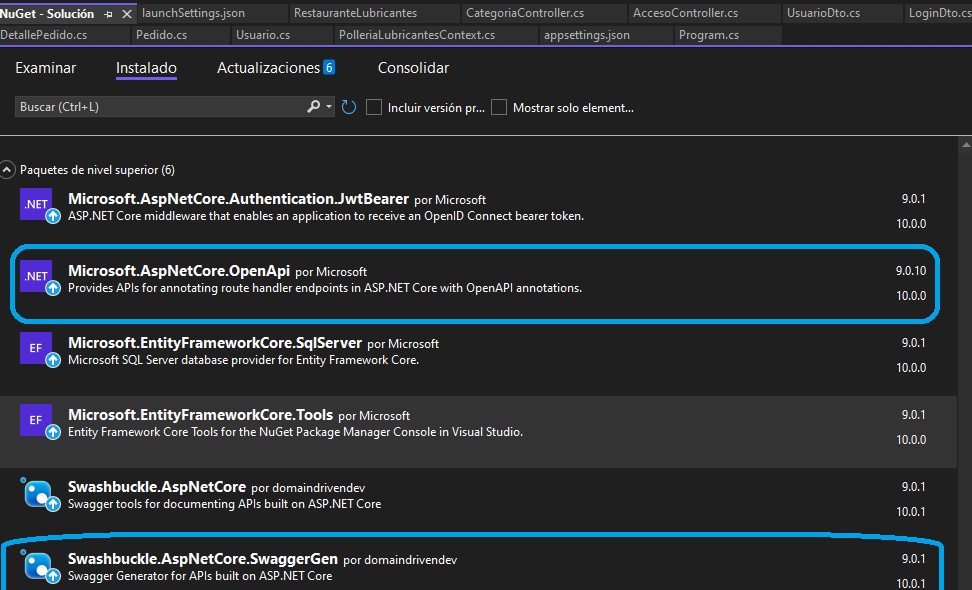 NuGet - Solución launchSettings.json RestauranteLubricantes CategoriaController.cs AccesoController.cs UsuarioDto.cs LoginDto.cs
DetallePedido.cs Pedido.cs Usuario.cs PolleriaLubricantesContext.cs appsettings.json Program.cs
Examinar Instalado Actualizaciones 6 Consolidar
Buscar (Ctrl+L) Incluir versión pr... Mostrar solo element...
Paquetes de nivel superior (6)
.NET Microsoft.AspNetCore.Authentication.JwtBearer por Microsoft 9.0.1
ASP.NET Core middleware that enables an application to receive an OpenID Connect bearer token.
10.0.0
.NET Microsoft.AspNetCore.OpenApi por Microsoft 9.0.10
Provides APIs for annotating route handler endpoints in ASP.NET Core with OpenAPI annotations.
10.0.0
EF Microsoft.EntityFrameworkCore.SqlServer por Microsoft 9.0.1
Microsoft SQL Server database provider for Entity Framework Core.
10.0.0
EF Microsoft.EntityFrameworkCore.Tools por Microsoft 9.0.1
Entity Framework Core Tools for the NuGet Package Manager Console in Visual Studio.
10.0.0
Swashbuckle.AspNetCore por domaindrivendev 9.0.1
Swagger tools for documenting APIs built on ASP.NET Core
10.0.1
Swashbuckle.AspNetCore.SwaggerGen por domaindrivendev 9.0.1
Swagger Generator for APIs built on ASP.NET Core
10.0.1